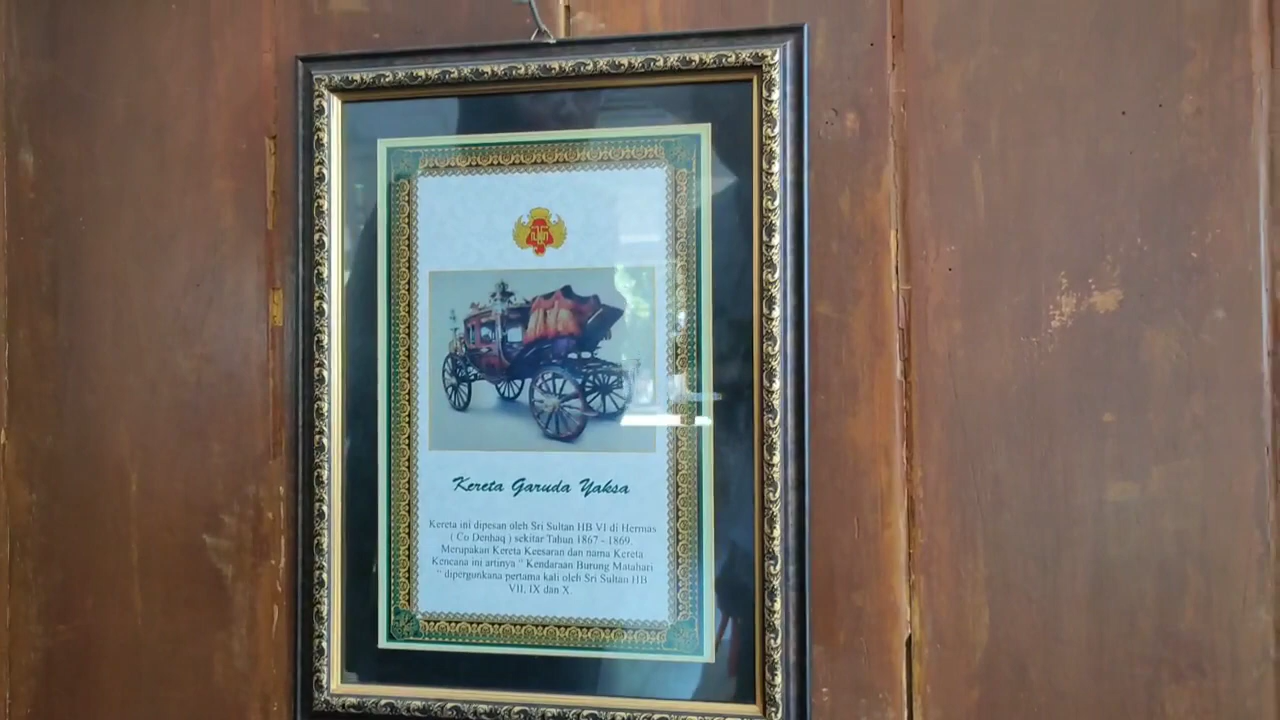 Kereta Garuda Yaksa
Kereta ini dipesan oleh Sri Sultan HB VI di Hermas
( Co Denhaq ) sekitar Tahun 1867 - 1869.
Merupakan Kereta Keesaran dan nama Kereta
Kencana ini artinya " Kendaraan Burung Matahari
" dipergunkana pertama kali oleh Sri Sultan HB
VII, IX dan X.